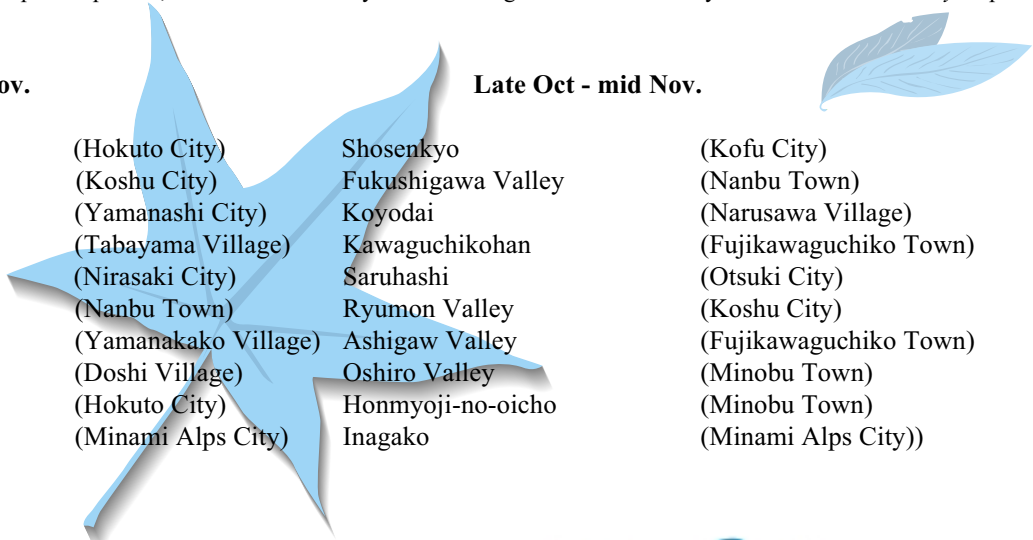 ov. Late Oct - mid Nov.
(Hokuto City) Shosenkyo (Kofu City)
(Koshu City) Fukushigawa Valley (Nanbu Town)
(Yamanashi City) Koyodai (Narusawa Village)
(Tabayama Village) Kawaguchikohan (Fujikawaguchiko Town)
(Nirasaki City) Saruhashi (Otsuki City)
(Nanbu Town) Ryumon Valley (Koshu City)
(Yamanakako Village) Ashigaw Valley (Fujikawaguchiko Town)
(Doshi Village) Oshiro Valley (Minobu Town)
(Hokuto City) Honmyoji-no-oicho (Minobu Town)
(Minami Alps City) Inagako (Minami Alps City))